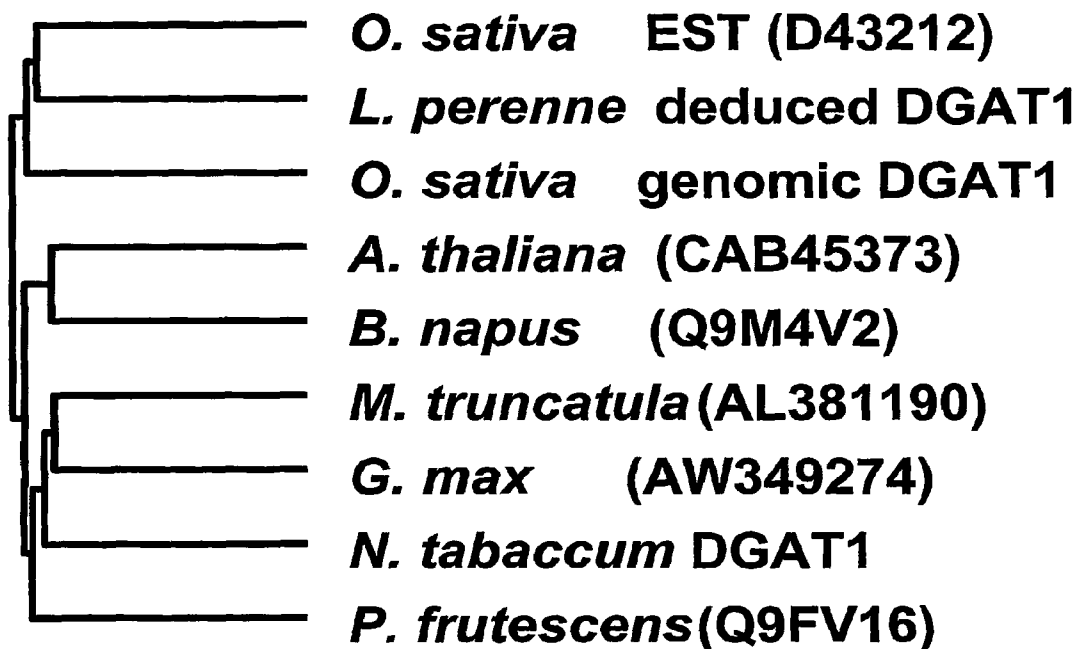 O. sativa EST (D43212)
L. perenne deduced DGAT1
O. sativa genomic DGAT1
A. thaliana (CAB45373)
B. napus (Q9M4V2)
M. truncatula (AL381190)
G. max (AW349274)
N. tabaccum DGAT1
P. frutescens (Q9FV16)